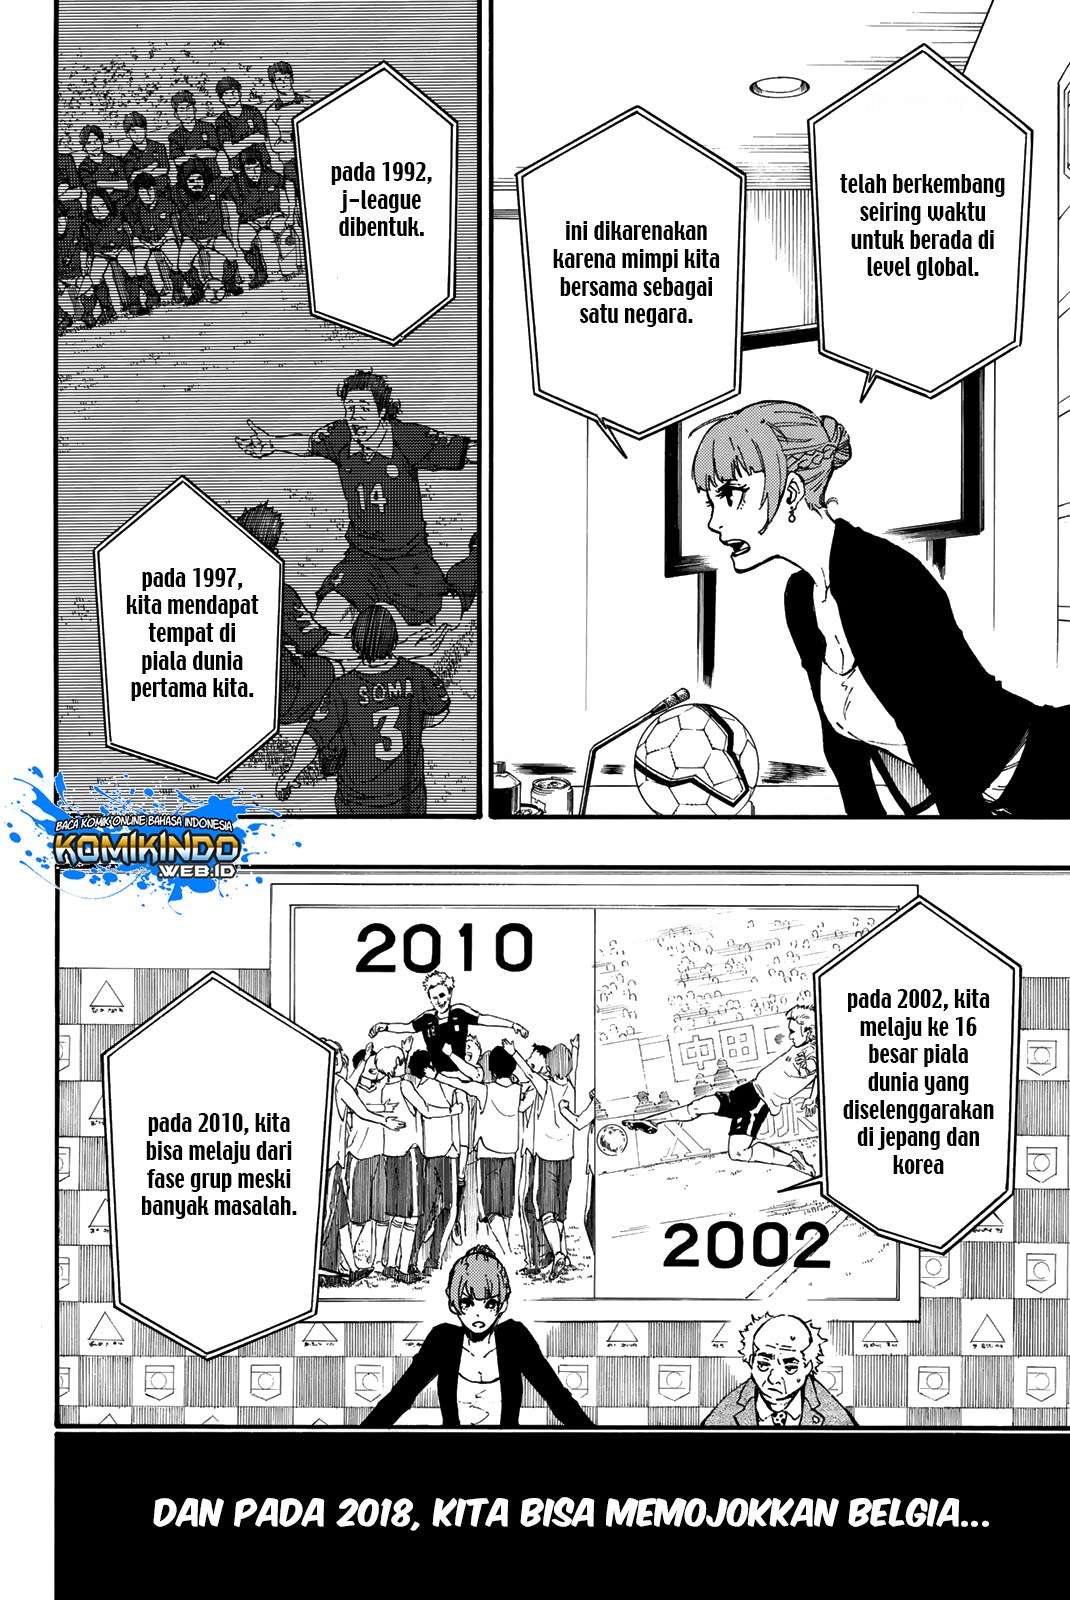 telah berkembang
seiring waktu
untuk berada di
level global.
ini dikarenakan
karena mimpi kita
bersama sebagai
satu negara.
pada 1992,
j-league
dibentuk.
14
pada 1997,
kita mendapat
tempat di
piala dunia
pertama kita.
SOMA
3
BACA KOMIK ONLINE BAHASA INDONESIA
KOMIKINDO
WEB.ID
pada 2002, kita
melaju ke 16
besar piala
dunia yang
diselenggarakan
di jepang dan
korea
2010
2002
pada 2010, kita
bisa melaju dari
fase grup meski
banyak masalah.
DAN PADA 2018, KITA BISA MEMOJOKKAN BELGIA...